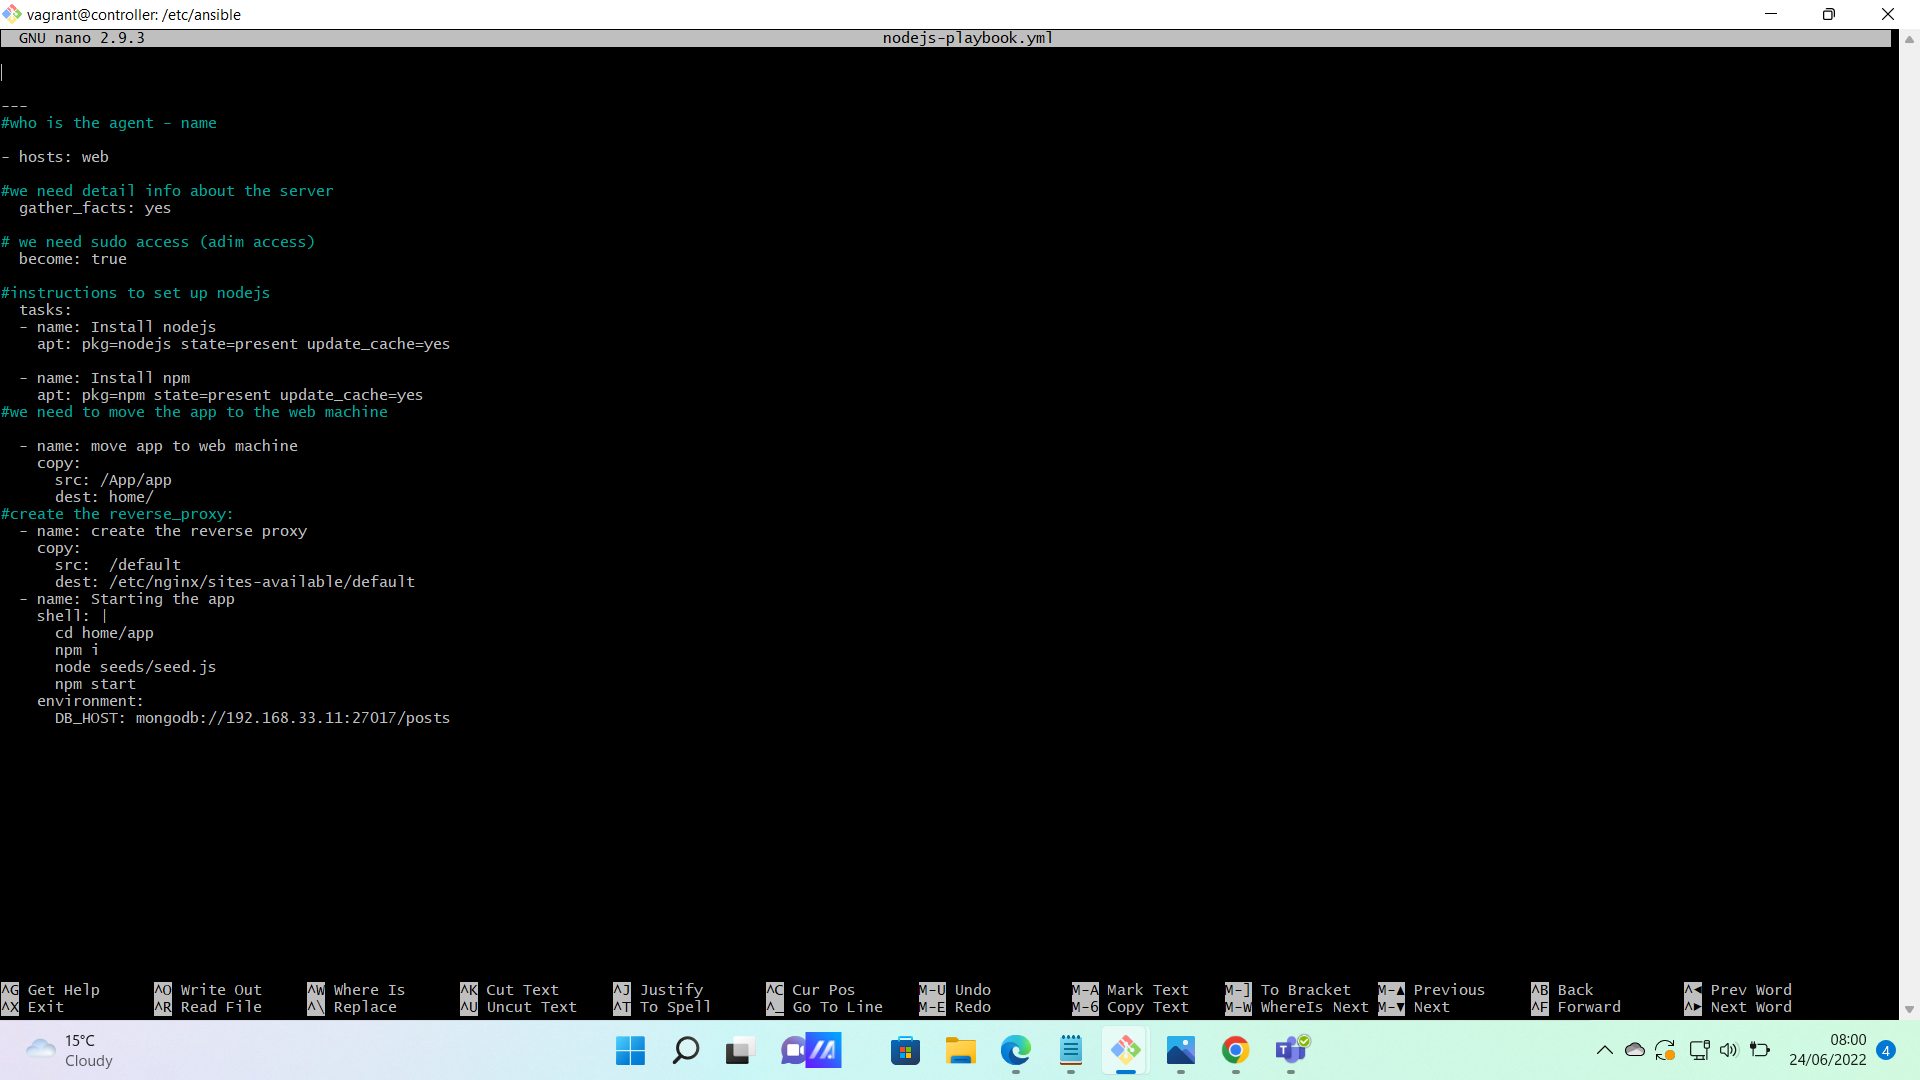 vagrant@controller: /etc/ansible
GNU nano 2.9.3 nodejs-playbook.yml
---
#who is the agent - name
- hosts: web
#we need detail info about the server
gather_facts: yes
# we need sudo access (adim access)
become: true
#instructions to set up nodejs
tasks:
- name: Install nodejs
apt: pkg=nodejs state=present update_cache=yes
- name: Install npm
apt: pkg=npm state=present update_cache=yes
#we need to move the app to the web machine
- name: move app to web machine
copy:
src: /App/app
dest: home/
#create the reverse_proxy:
- name: create the reverse proxy
copy:
src:  /default
dest: /etc/nginx/sites-available/default
- name: Starting the app
shell: |
cd home/app
npm i
node seeds/seed.js
npm start
environment:
DB_HOST: mongodb://192.168.33.11:27017/posts
^G Get Help ^O Write Out ^W Where Is ^K Cut Text ^J Justify ^C Cur Pos M-U Undo M-A Mark Text M-] To Bracket M-▲ Previous ^B Back ^◄ Prev Word
^X Exit ^R Read File ^\ Replace ^U Uncut Text ^T To Spell ^_ Go To Line M-E Redo M-6 Copy Text M-W WhereIs Next M-▼ Next ^F Forward ^► Next Word
15°C
Cloudy
08:00
24/06/2022
4